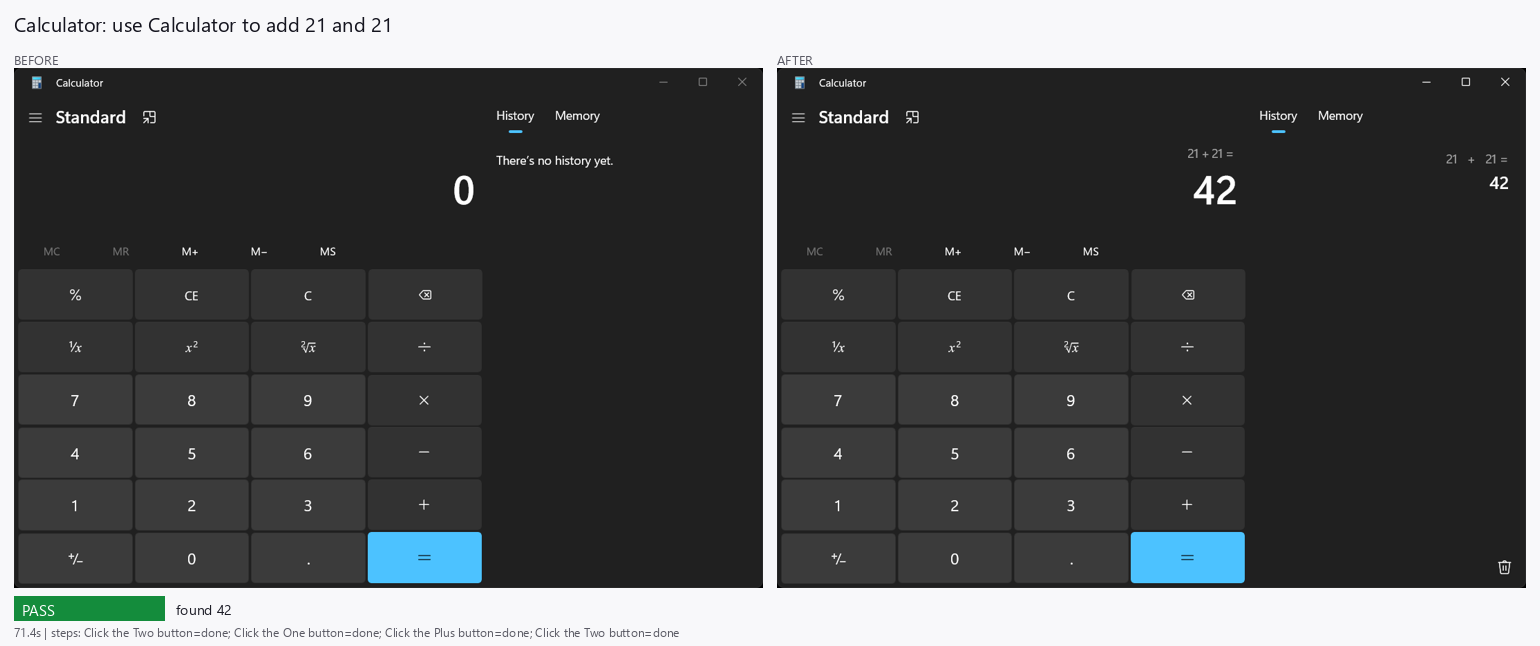 Calculator: use Calculator to add 21 and 21
BEFORE
Calculator
Standard
History Memory
There's no history yet.
0
MC MR M+ M− MS
% CE C
¹⁄x x² ²√x ÷
7 8 9 ×
4 5 6 −
1 2 3 +
+/− 0 . =
AFTER
Calculator
Standard
History Memory
21 + 21 =
42
21 + 21 =
42
MC MR M+ M− MS
% CE C
¹⁄x x² ²√x ÷
7 8 9 ×
4 5 6 −
1 2 3 +
+/− 0 . =
PASS found 42
71.4s | steps: Click the Two button=done; Click the One button=done; Click the Plus button=done; Click the Two button=done